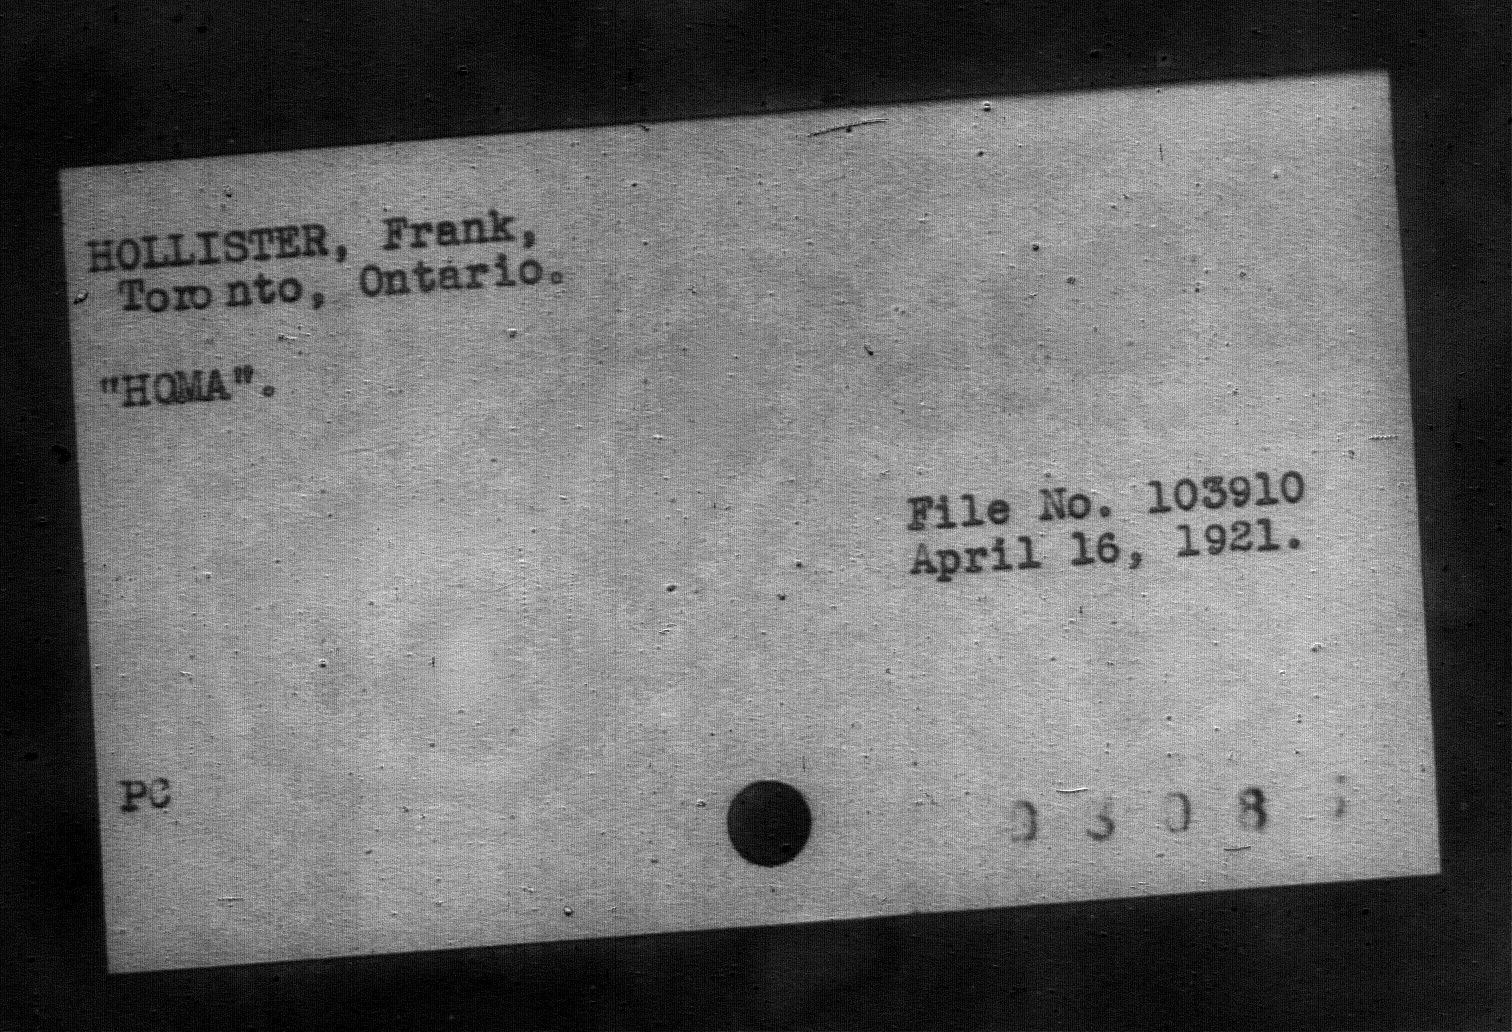 HOLLISTER, Frank,
Toronto, Ontario.
"HOMA".
File No. 103910
April 16, 1921.
PC